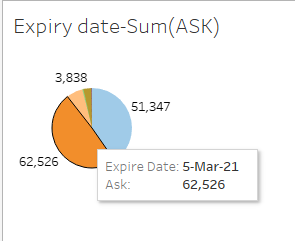 Expiry date-Sum(ASK)
3,838
51,347
62,526
Expire Date: 5-Mar-21
Ask: 62,526